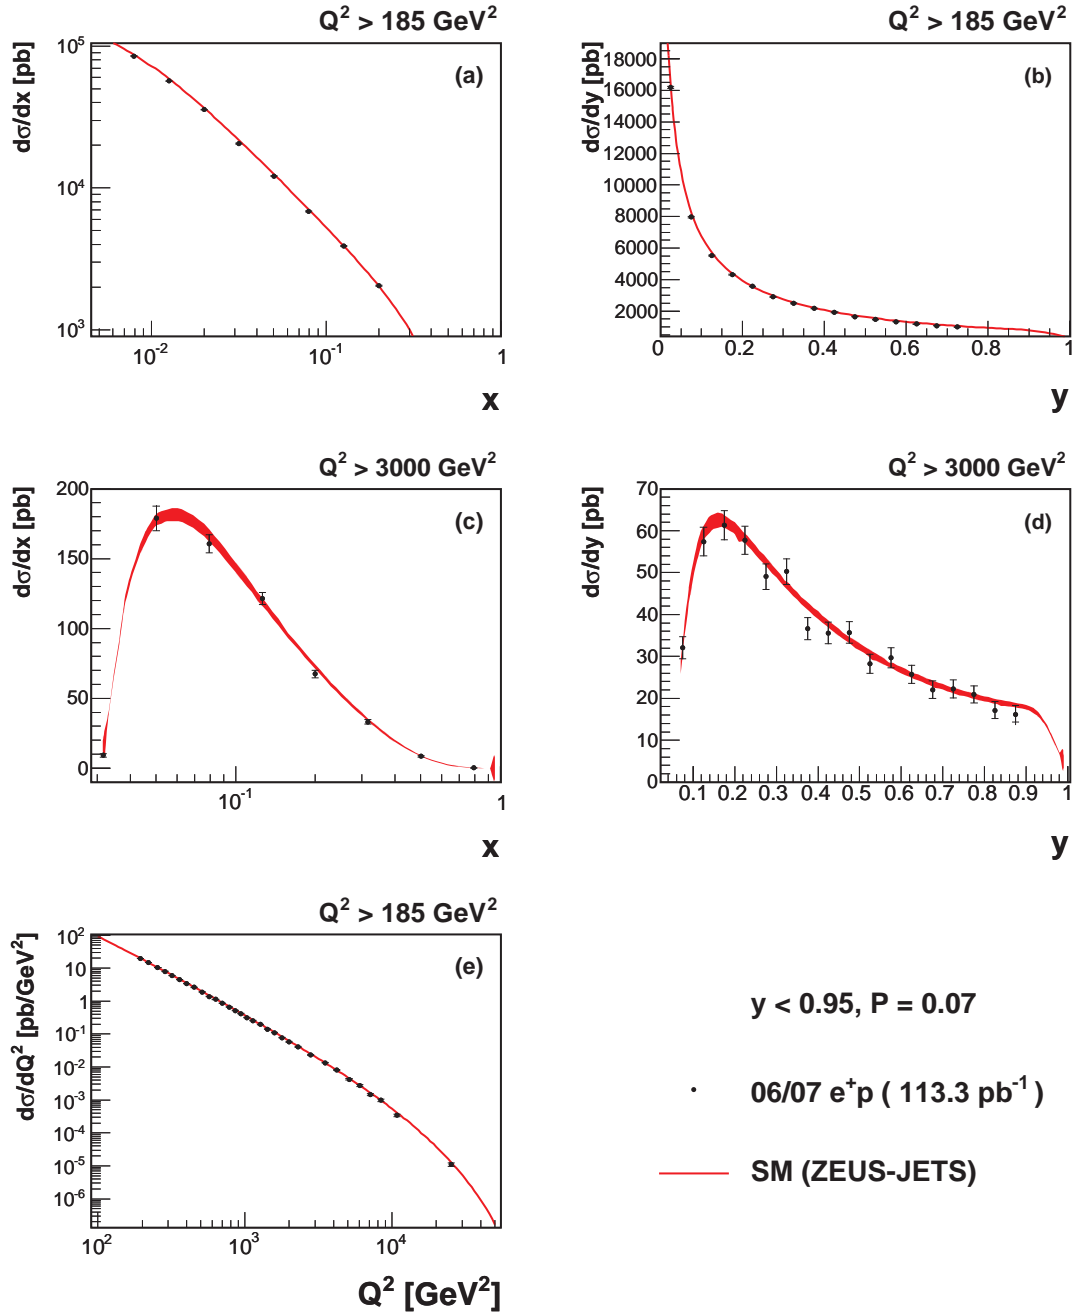 Q² > 185 GeV²
dσ/dx [pb]
(a)
10⁵
10⁴
10³
10⁻²
10⁻¹
1
x
Q² > 185 GeV²
dσ/dy [pb]
(b)
18000
16000
14000
12000
10000
8000
6000
4000
2000
0
0.2
0.4
0.6
0.8
1
y
Q² > 3000 GeV²
dσ/dx [pb]
(c)
200
150
100
50
0
10⁻¹
1
x
Q² > 3000 GeV²
dσ/dy [pb]
(d)
70
60
50
40
30
20
10
0
0.1 0.2 0.3 0.4 0.5 0.6 0.7 0.8 0.9 1
y
Q² > 185 GeV²
dσ/dQ² [pb/GeV²]
(e)
10²
10
1
10⁻¹
10⁻²
10⁻³
10⁻⁴
10⁻⁵
10⁻⁶
10²
10³
10⁴
Q² [GeV²]
y < 0.95, P = 0.07
06/07 e⁺p ( 113.3 pb⁻¹ )
SM (ZEUS-JETS)